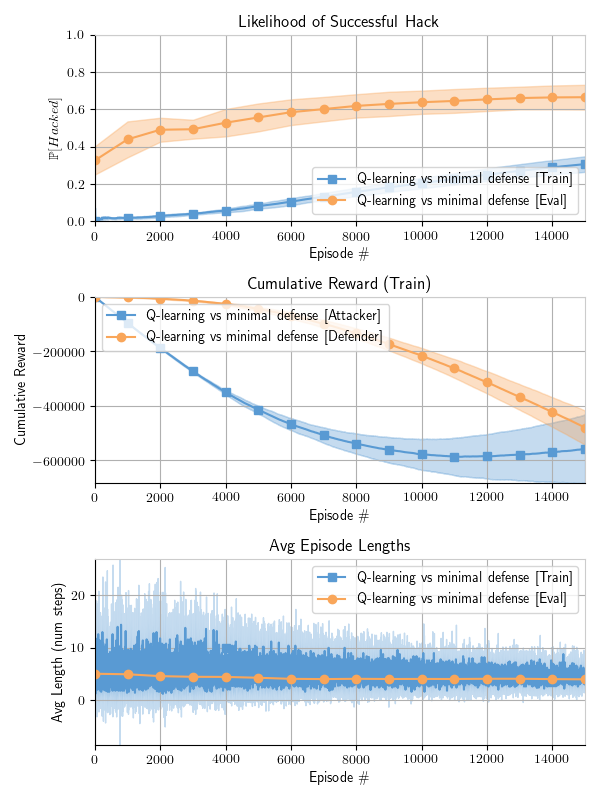 Likelihood of Successful Hack
1.0
0.8
0.6
0.4
0.2
0.0
ℙ[Hacked]
Q-learning vs minimal defense [Train]
Q-learning vs minimal defense [Eval]
0 2000 4000 6000 8000 10000 12000 14000
Episode #
Cumulative Reward (Train)
0
−200000
−400000
−600000
Cumulative Reward
Q-learning vs minimal defense [Attacker]
Q-learning vs minimal defense [Defender]
0 2000 4000 6000 8000 10000 12000 14000
Episode #
Avg Episode Lengths
20
10
0
Avg Length (num steps)
Q-learning vs minimal defense [Train]
Q-learning vs minimal defense [Eval]
0 2000 4000 6000 8000 10000 12000 14000
Episode #